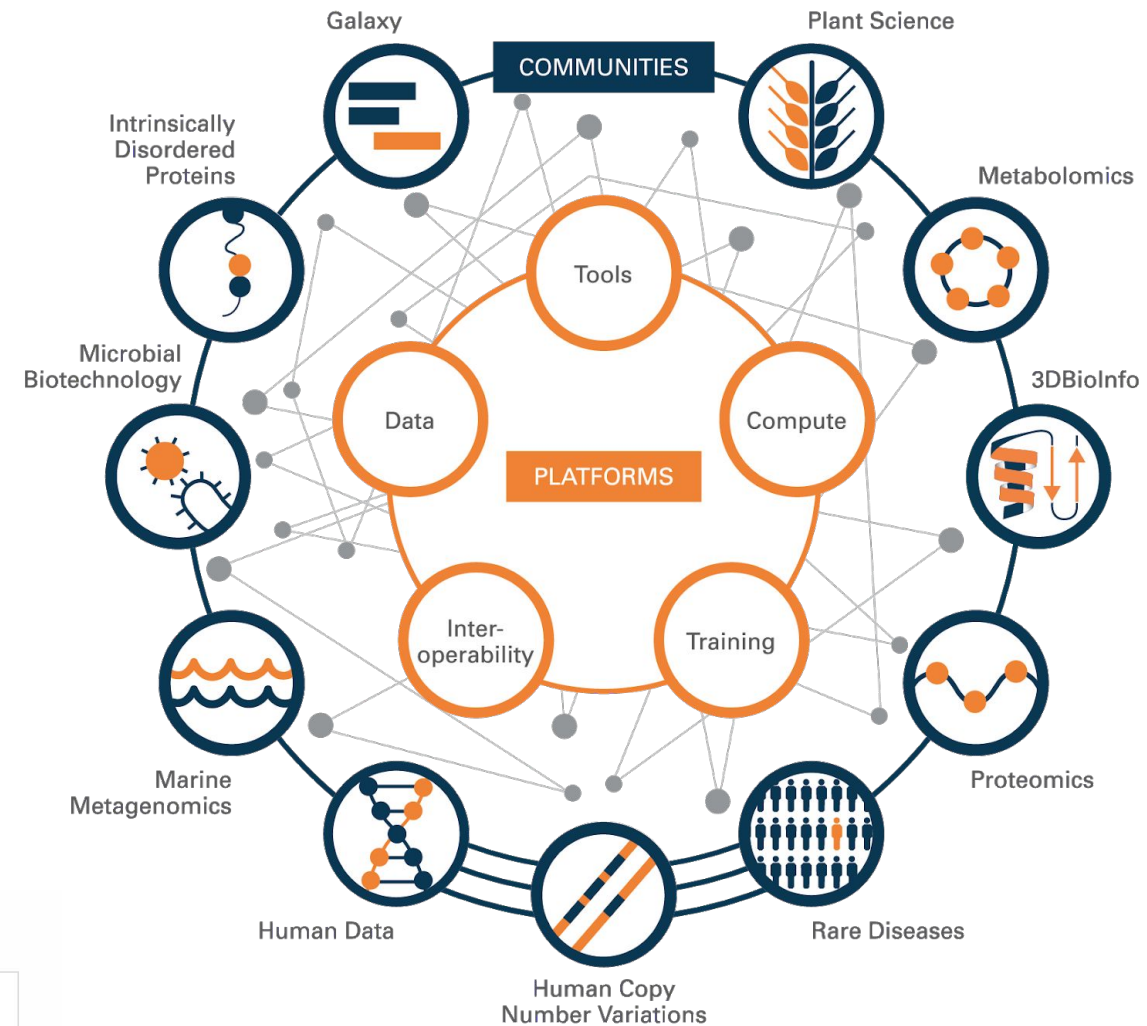 Galaxy
COMMUNITIES
Plant Science
Intrinsically
Disordered
Proteins
Metabolomics
Tools
Microbial
Biotechnology
3DBioInfo
Data
Compute
PLATFORMS
Inter-
operability
Training
Marine
Metagenomics
Proteomics
Human Data
Rare Diseases
Human Copy
Number Variations